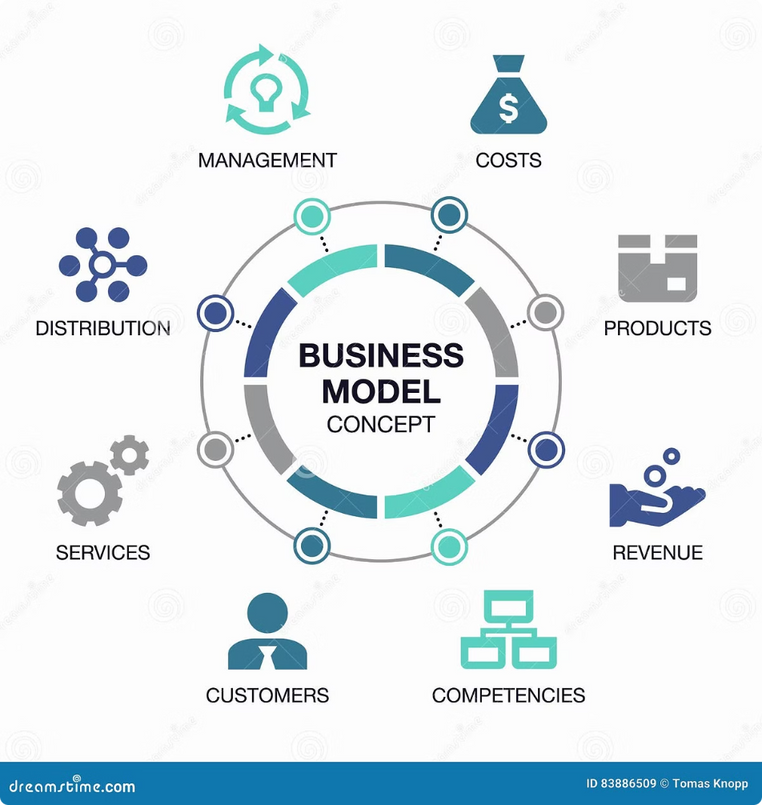 MANAGEMENT
COSTS
DISTRIBUTION
PRODUCTS
BUSINESS
MODEL
CONCEPT
$
SERVICES
REVENUE
CUSTOMERS
COMPETENCIES
dreamstime.com
ID 83886509 © Tomas Knopp